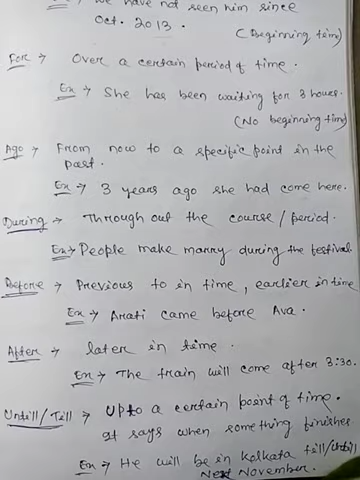 We have not seen him since
Oct. 2013.
(Beginning time)
For → Over a certain period of time.
Ex → She has been waiting for 3 hours.
(No beginning time)
Ago → From now to a specific point in the
past.
Ex → 3 years ago she had come here.
During → Through out the course/period.
Ex → People make marry during the festival.
Before → Previous to in time, earlier in time
Ex → Arati came before Ava.
After → later in time.
Ex → The train will come after 3:30.
Untill/Till → Upto a certain point of time.
It says when something finishes.
Ex → He will be in Kolkata till/Untill
Next November.